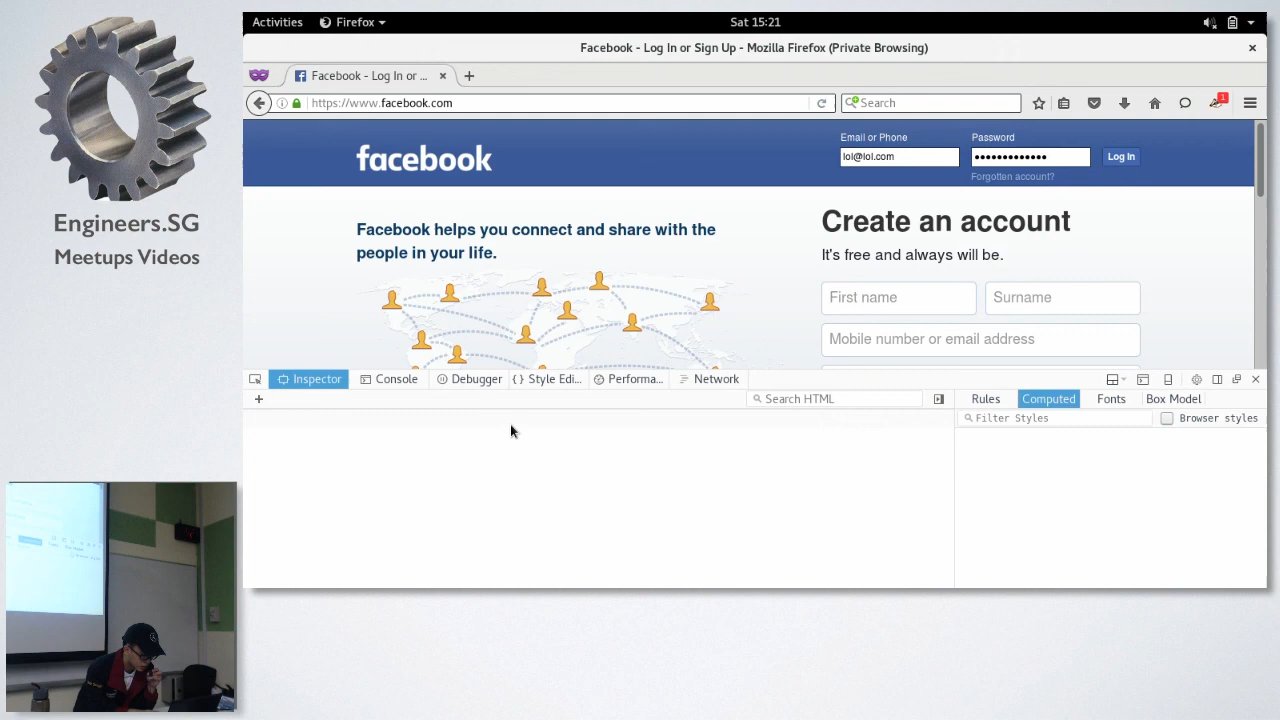 Engineers.SG
Meetups Videos
Activities Firefox Sat 15:21
Facebook - Log In or Sign Up - Mozilla Firefox (Private Browsing)
Facebook - Log In or ...
https://www.facebook.com
Search
1
facebook
Email or Phone
Password
lol@lol.com
Log In
Forgotten account?
Facebook helps you connect and share with the
people in your life.
Create an account
It's free and always will be.
First name
Surname
Mobile number or email address
Inspector Console Debugger {} Style Edi... Performa... Network
+ Search HTML
Rules Computed Fonts Box Model
Filter Styles Browser styles